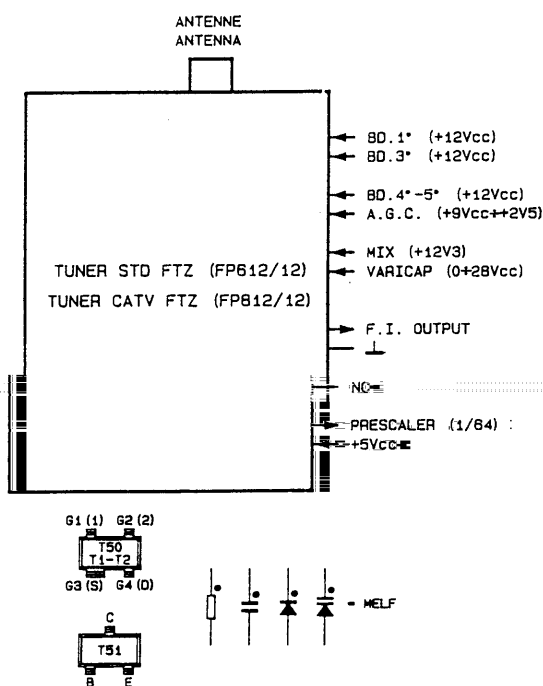 ANTENNE
ANTENNA
BD.1° (+12Vcc)
BD.3° (+12Vcc)
BD.4°-5° (+12Vcc)
A.G.C. (+9Vcc++2V5)
MIX (+12V3)
VARICAP (0+28Vcc)
TUNER STD FTZ (FP612/12)
TUNER CATV FTZ (FP812/12)
F.I. OUTPUT
NC
PRESCALER (1/64)
+5Vcc
G1(1) G2(2)
T50
T1-T2
G3(S) G4(D)
- MELF
C
T51
B E